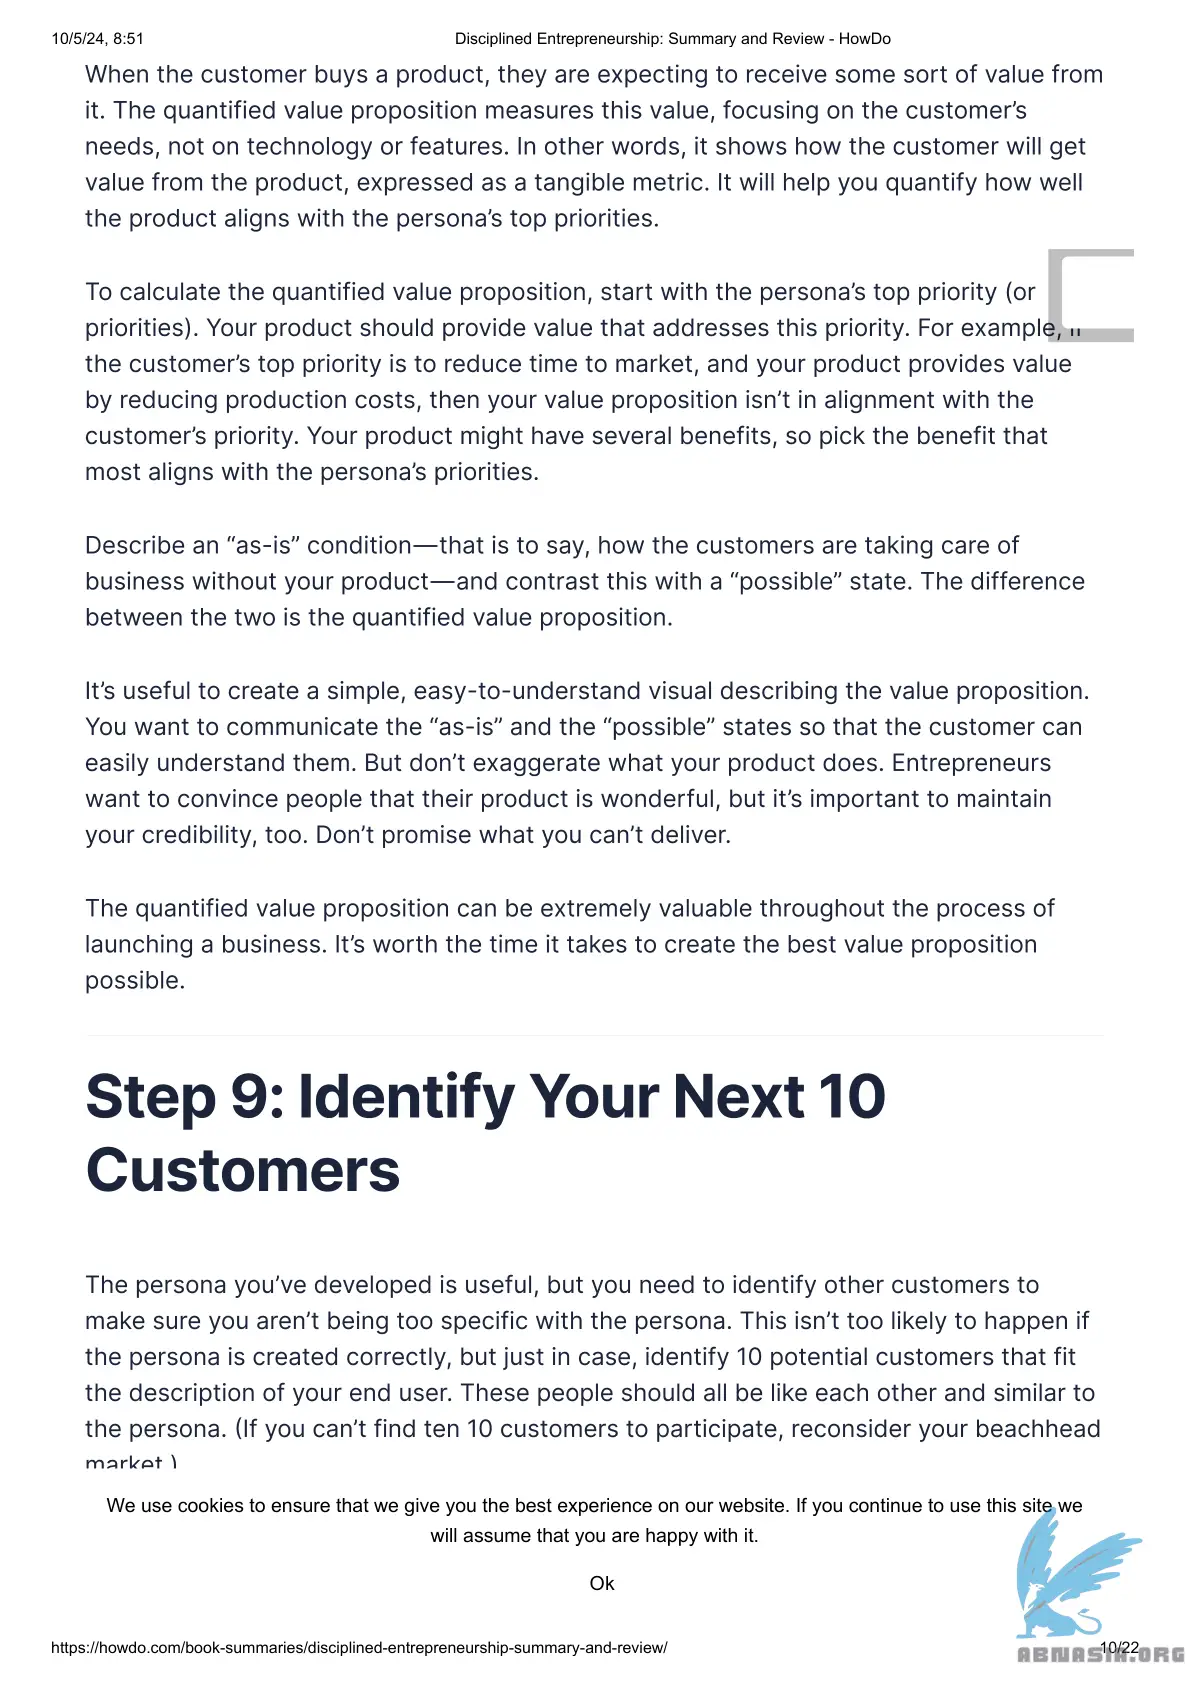 10/5/24, 8:51
Disciplined Entrepreneurship: Summary and Review - HowDo
When the customer buys a product, they are expecting to receive some sort of value from
it. The quantified value proposition measures this value, focusing on the customer’s
needs, not on technology or features. In other words, it shows how the customer will get
value from the product, expressed as a tangible metric. It will help you quantify how well
the product aligns with the persona’s top priorities.
To calculate the quantified value proposition, start with the persona’s top priority (or
priorities). Your product should provide value that addresses this priority. For example,
the customer’s top priority is to reduce time to market, and your product provides value
by reducing production costs, then your value proposition isn’t in alignment with the
customer’s priority. Your product might have several benefits, so pick the benefit that
most aligns with the persona’s priorities.
Describe an “as-is” condition—that is to say, how the customers are taking care of
business without your product—and contrast this with a “possible” state. The difference
between the two is the quantified value proposition.
It’s useful to create a simple, easy-to-understand visual describing the value proposition.
You want to communicate the “as-is” and the “possible” states so that the customer can
easily understand them. But don’t exaggerate what your product does. Entrepreneurs
want to convince people that their product is wonderful, but it’s important to maintain
your credibility, too. Don’t promise what you can’t deliver.
The quantified value proposition can be extremely valuable throughout the process of
launching a business. It’s worth the time it takes to create the best value proposition
possible.
Step 9: Identify Your Next 10
Customers
The persona you’ve developed is useful, but you need to identify other customers to
make sure you aren’t being too specific with the persona. This isn’t too likely to happen if
the persona is created correctly, but just in case, identify 10 potential customers that fit
the description of your end user. These people should all be like each other and similar to
the persona. (If you can’t find ten 10 customers to participate, reconsider your beachhead
market.)
We use cookies to ensure that we give you the best experience on our website. If you continue to use this site we
will assume that you are happy with it.
Ok
https://howdo.com/book-summaries/disciplined-entrepreneurship-summary-and-review/
10/22
ABNASIA.ORG